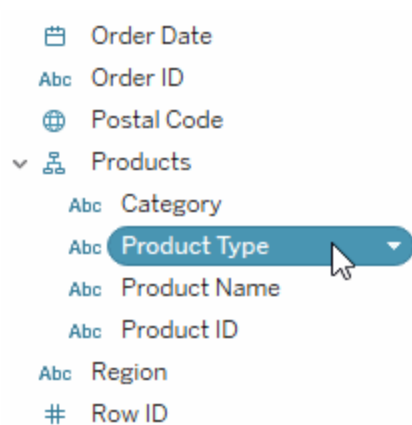 Order Date
Abc Order ID
Postal Code
Products
Abc Category
Abc Product Type
Abc Product Name
Abc Product ID
Abc Region
# Row ID